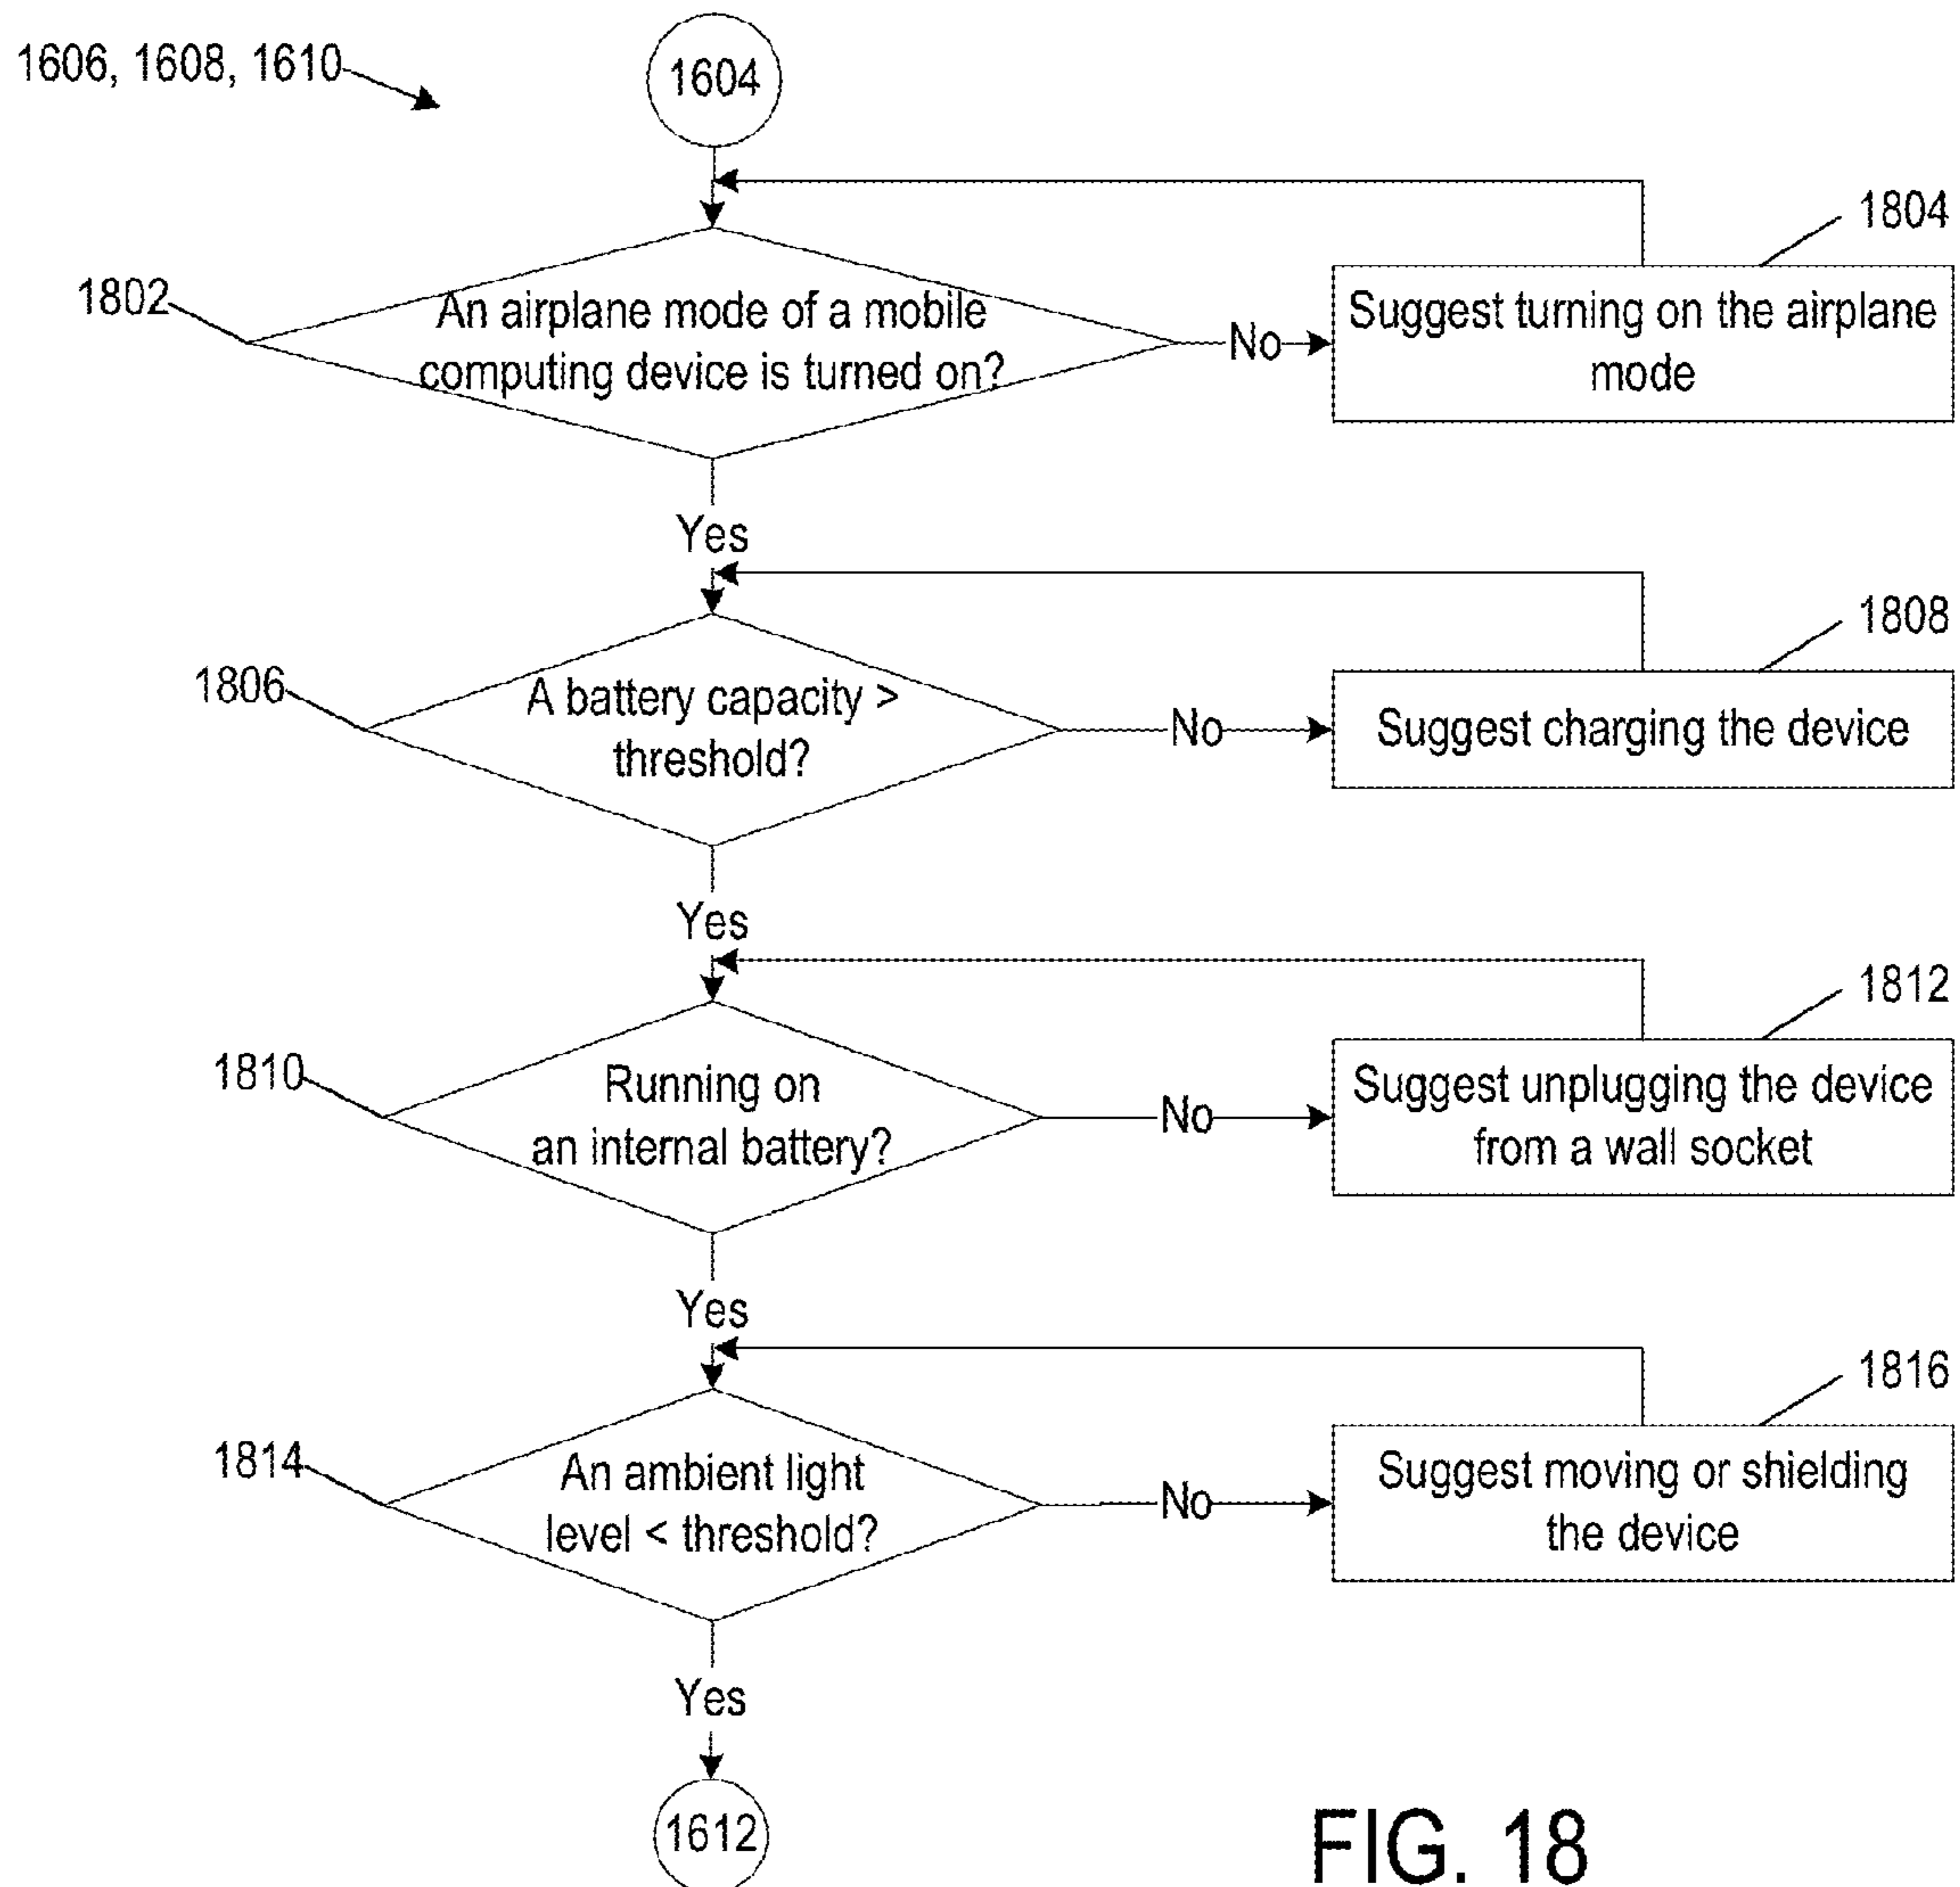 1606, 1608, 1610
1604
1804
1802
An airplane mode of a mobile
computing device is turned on?
No
Suggest turning on the airplane
mode
Yes
1808
1806
A battery capacity >
threshold?
No
Suggest charging the device
Yes
1812
1810
Running on
an internal battery?
No
Suggest unplugging the device
from a wall socket
Yes
1816
1814
An ambient light
level < threshold?
No
Suggest moving or shielding
the device
Yes
1612
FIG. 18